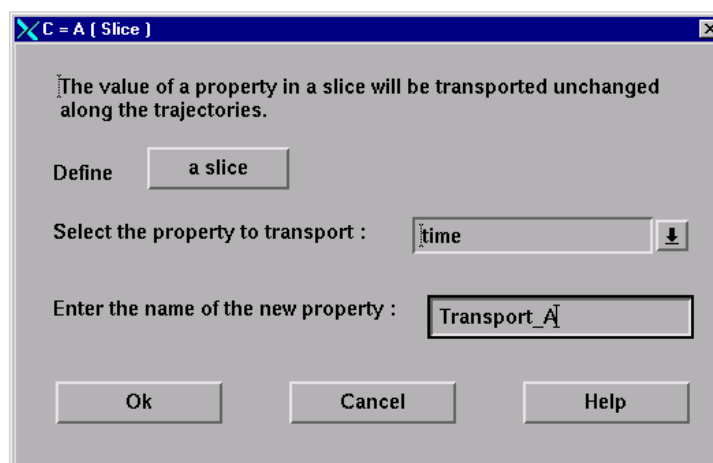 C = A ( Slice )
The value of a property in a slice will be transported unchanged
along the trajectories.
Define a slice
Select the property to transport : time
Enter the name of the new property : Transport_A
Ok Cancel Help